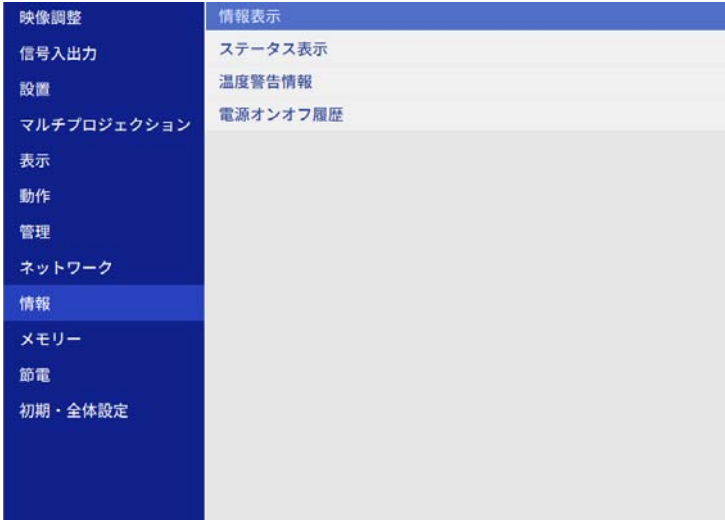 映像調整
信号入出力
設置
マルチプロジェクション
表示
動作
管理
ネットワーク
情報
メモリー
節電
初期・全体設定
情報表示
ステータス表示
温度警告情報
電源オンオフ履歴